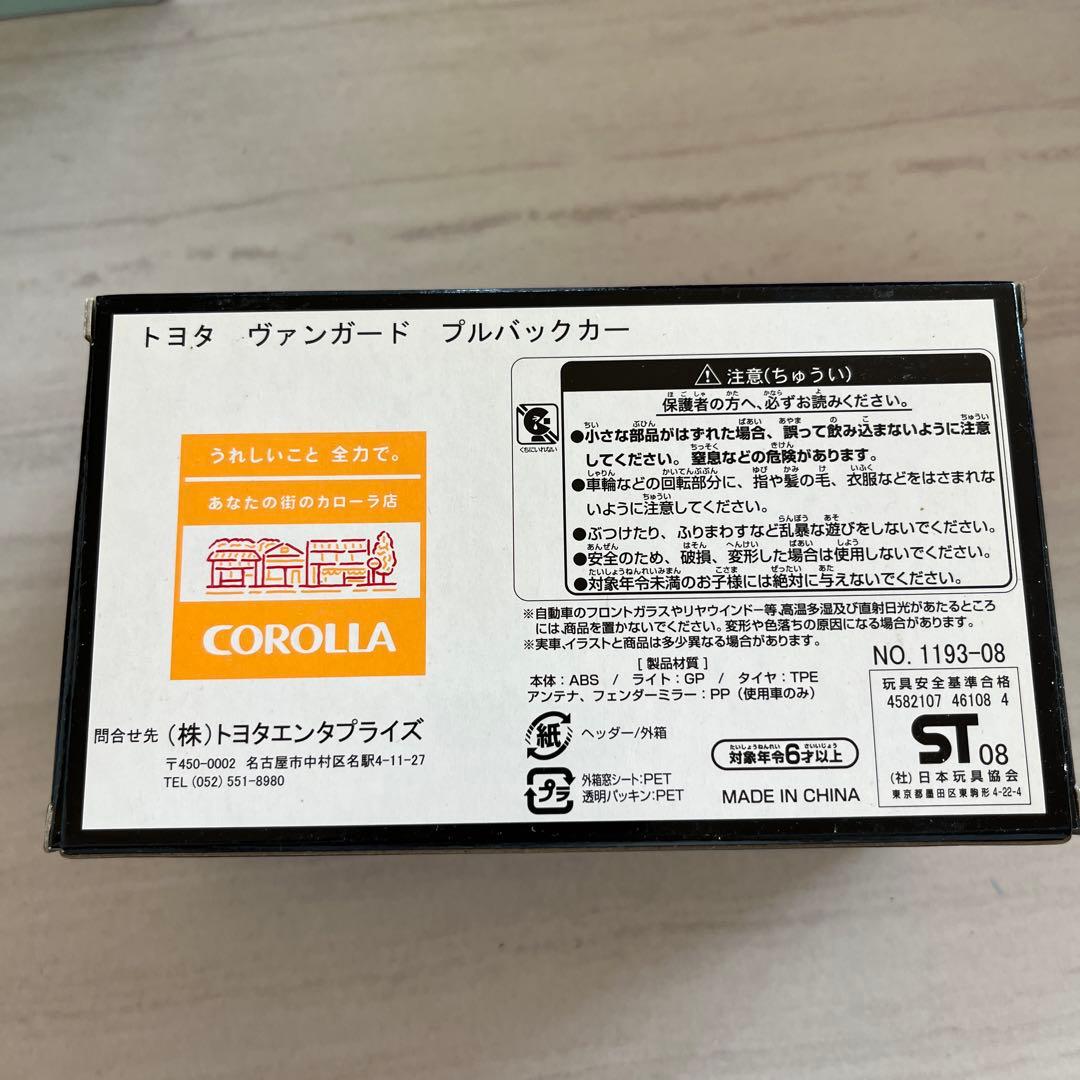 トヨタ　ヴァンガード　プルバックカー
うれしいこと 全力で。
あなたの街のカローラ店
COROLLA
問合せ先 (株)トヨタエンタプライズ
〒450-0002 名古屋市中村区名駅4-11-27
TEL (052) 551-8980
くちにいれない
⚠ 注意(ちゅうい)
保護者の方へ、必ずお読みください。
●小さな部品がはずれた場合、誤って飲み込まないように注意
してください。窒息などの危険があります。
●車輪などの回転部分に、指や髪の毛、衣服などをはさまれな
いように注意してください。
●ぶつけたり、ふりまわすなど乱暴な遊びをしないでください。
●安全のため、破損、変形した場合は使用しないでください。
●対象年令未満のお子様には絶対に与えないでください。
※自動車のフロントガラスやリヤウインドー等、高温多湿及び直射日光があたるところ
には、商品を置かないでください。変形や色落ちの原因になる場合があります。
※実車、イラストと商品は多少異なる場合があります。
[ 製品材質 ]
本体：ABS / ライト：GP / タイヤ：TPE
アンテナ、フェンダーミラー：PP（使用車のみ）
紙 ヘッダー/外箱
プラ 外箱窓シート：PET
透明パッキン：PET
対象年令6才以上
MADE IN CHINA
NO. 1193-08
玩具安全基準合格
4582107 46108 4
ST 08
(社) 日本玩具協会
東京都墨田区東駒形4-22-4